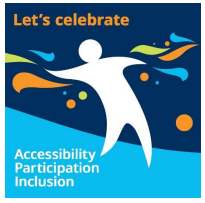 Let's celebrate
Accessibility
Participation
Inclusion